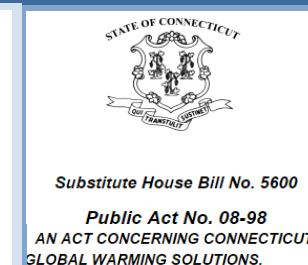 STATE OF CONNECTICUT
QUI TRANSTULIT SUSTINET
Substitute House Bill No. 5600
Public Act No. 08-98
AN ACT CONCERNING CONNECTICUT
GLOBAL WARMING SOLUTIONS.